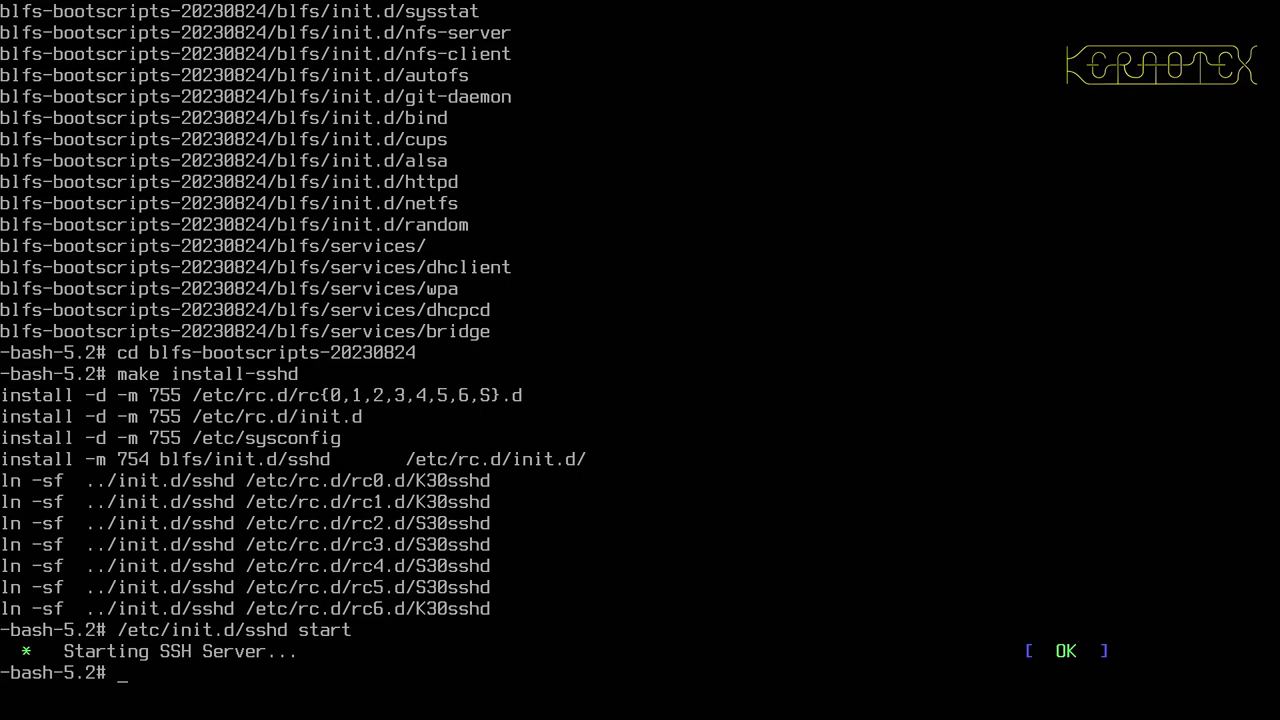 blfs-bootscripts-20230824/blfs/init.d/sysstat
blfs-bootscripts-20230824/blfs/init.d/nfs-server
blfs-bootscripts-20230824/blfs/init.d/nfs-client
blfs-bootscripts-20230824/blfs/init.d/autofs
blfs-bootscripts-20230824/blfs/init.d/git-daemon
blfs-bootscripts-20230824/blfs/init.d/bind
blfs-bootscripts-20230824/blfs/init.d/cups
blfs-bootscripts-20230824/blfs/init.d/alsa
blfs-bootscripts-20230824/blfs/init.d/httpd
blfs-bootscripts-20230824/blfs/init.d/netfs
blfs-bootscripts-20230824/blfs/init.d/random
blfs-bootscripts-20230824/blfs/services/
blfs-bootscripts-20230824/blfs/services/dhclient
blfs-bootscripts-20230824/blfs/services/wpa
blfs-bootscripts-20230824/blfs/services/dhcpcd
blfs-bootscripts-20230824/blfs/services/bridge
-bash-5.2# cd blfs-bootscripts-20230824
-bash-5.2# make install-sshd
install -d -m 755 /etc/rc.d/rc{0,1,2,3,4,5,6,S}.d
install -d -m 755 /etc/rc.d/init.d
install -d -m 755 /etc/sysconfig
install -m 754 blfs/init.d/sshd       /etc/rc.d/init.d/
ln -sf  ../init.d/sshd /etc/rc.d/rc0.d/K30sshd
ln -sf  ../init.d/sshd /etc/rc.d/rc1.d/K30sshd
ln -sf  ../init.d/sshd /etc/rc.d/rc2.d/S30sshd
ln -sf  ../init.d/sshd /etc/rc.d/rc3.d/S30sshd
ln -sf  ../init.d/sshd /etc/rc.d/rc4.d/S30sshd
ln -sf  ../init.d/sshd /etc/rc.d/rc5.d/S30sshd
ln -sf  ../init.d/sshd /etc/rc.d/rc6.d/K30sshd
-bash-5.2# /etc/init.d/sshd start
  *   Starting SSH Server...                                                                    [  OK  ]
-bash-5.2# _